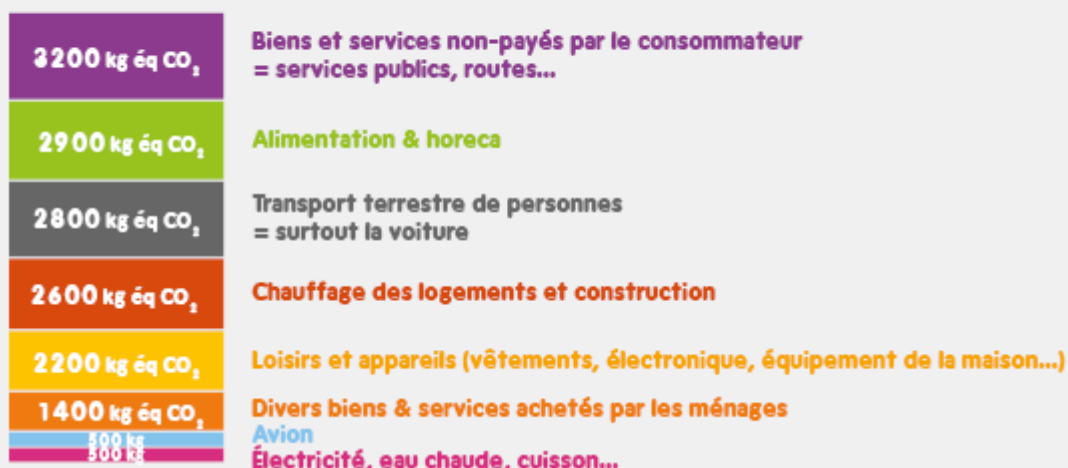 3200 kg éq CO₂
Biens et services non-payés par le consommateur
= services publics, routes...
2900 kg éq CO₂
Alimentation & horeca
2800 kg éq CO₂
Transport terrestre de personnes
= surtout la voiture
2600 kg éq CO₂
Chauffage des logements et construction
2200 kg éq CO₂
Loisirs et appareils (vêtements, électronique, équipement de la maison...)
1400 kg éq CO₂
Divers biens & services achetés par les ménages
500 kg
Avion
500 kg
Électricité, eau chaude, cuisson...